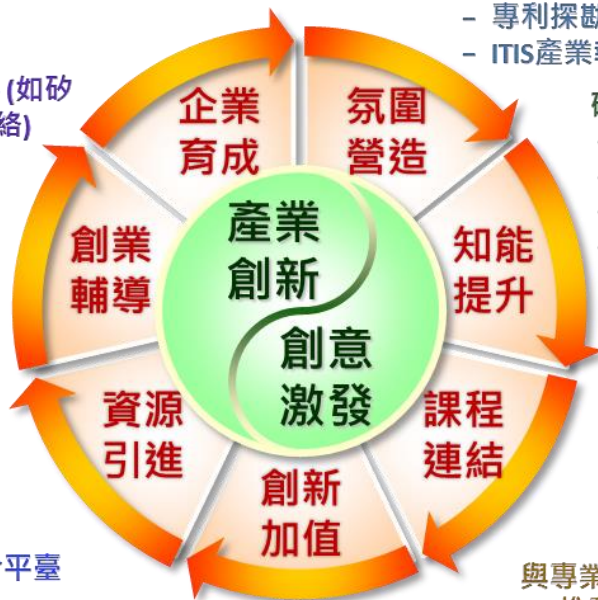 – 專利探勘
– ITIS產業
(如矽
絡)
企業
育成
氛圍
營造
知能
提升
課程
連結
創新
加值
資源
引進
創業
輔導
產業
創新
創意
激發
平臺
與專業